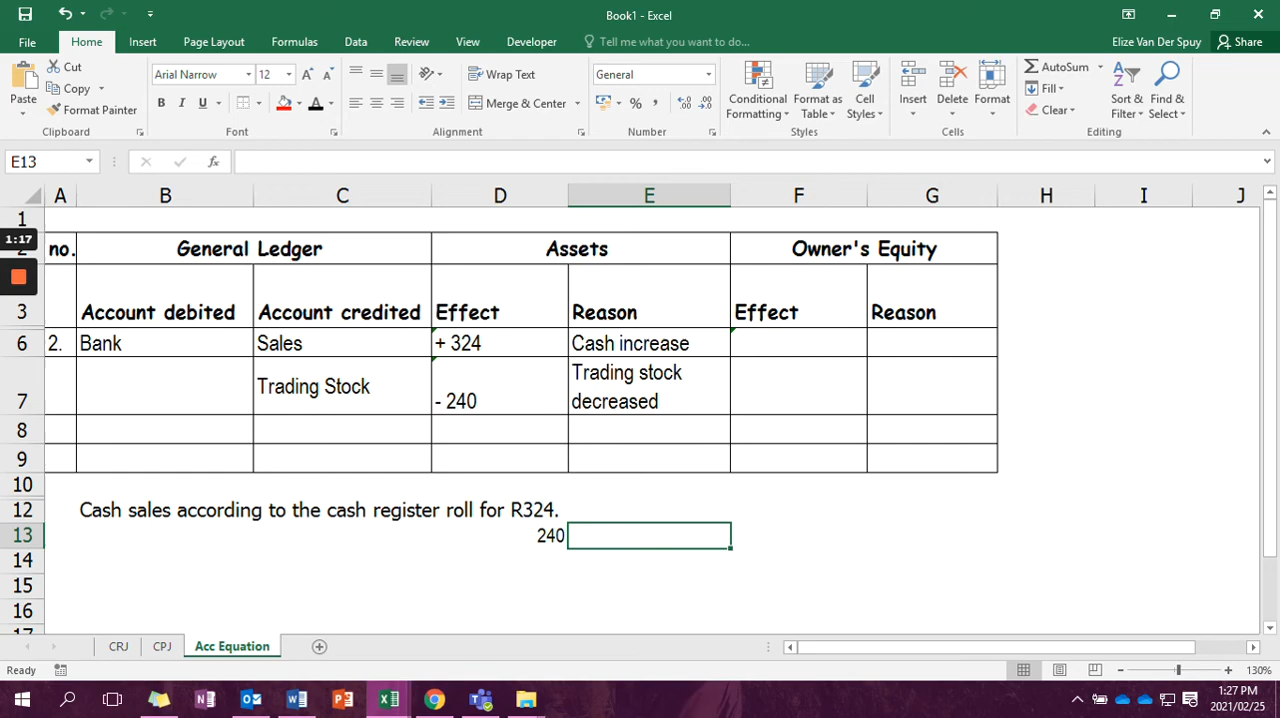 Book1 - Excel
File Home Insert Page Layout Formulas Data Review View Developer Tell me what you want to do... Elize Van Der Spuy Share
Paste Cut Copy Format Painter
Clipboard
Arial Narrow 12 A A
B I U A
Font
Wrap Text
Merge & Center
Alignment
General
% , .0 .00
Number
Conditional Formatting Format as Table Cell Styles
Styles
Insert Delete Format
Cells
AutoSum
Fill
Clear
Sort & Filter Find & Select
Editing
E13 fx
A B C D E F G H I J
1
1:17
2 no. General Ledger Assets Owner's Equity
3 Account debited Account credited Effect Reason Effect Reason
6 2. Bank Sales + 324 Cash increase
7 Trading Stock - 240 Trading stock decreased
8
9
10
12 Cash sales according to the cash register roll for R324.
13 240
14
15
16
17
CRJ CPJ Acc Equation
Ready 130%
1:27 PM
2021/02/25